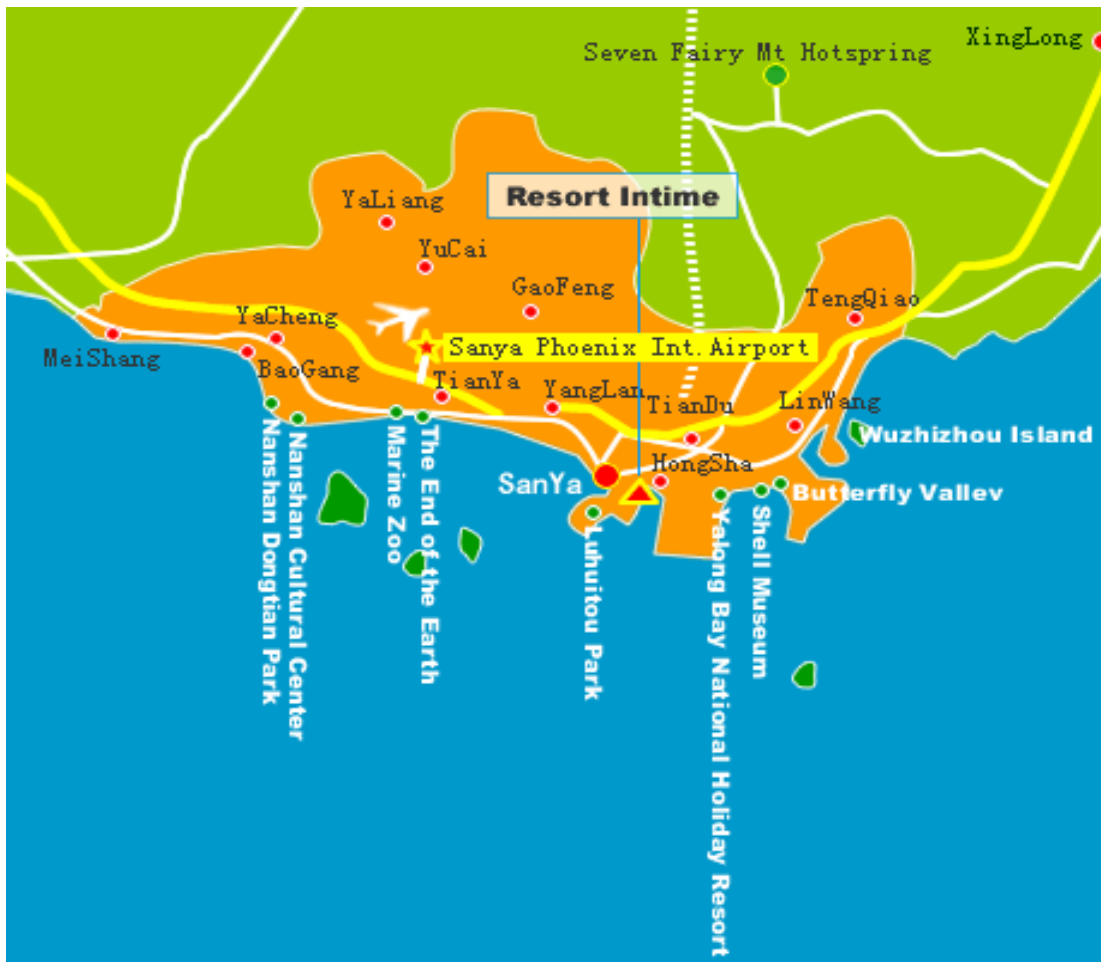 XingLong
Seven Fairy Mt Hotspring
Resort Intime
YaLiang
YuCai
GaoFeng
TengQiao
YaCheng
Sanya Phoenix Int.Airport
MeiShang
BaoGang
TianYa
YangLan
TianDu
LinWang
Wuzhizhou Island
HongSha
SanYa
Butterfly Vallev
Nanshan Dongtian Park
Nanshan Cultural Center
Marine Zoo
The End of the Earth
Luhuitou Park
Yalong Bay National Holiday Resort
Shell Museum